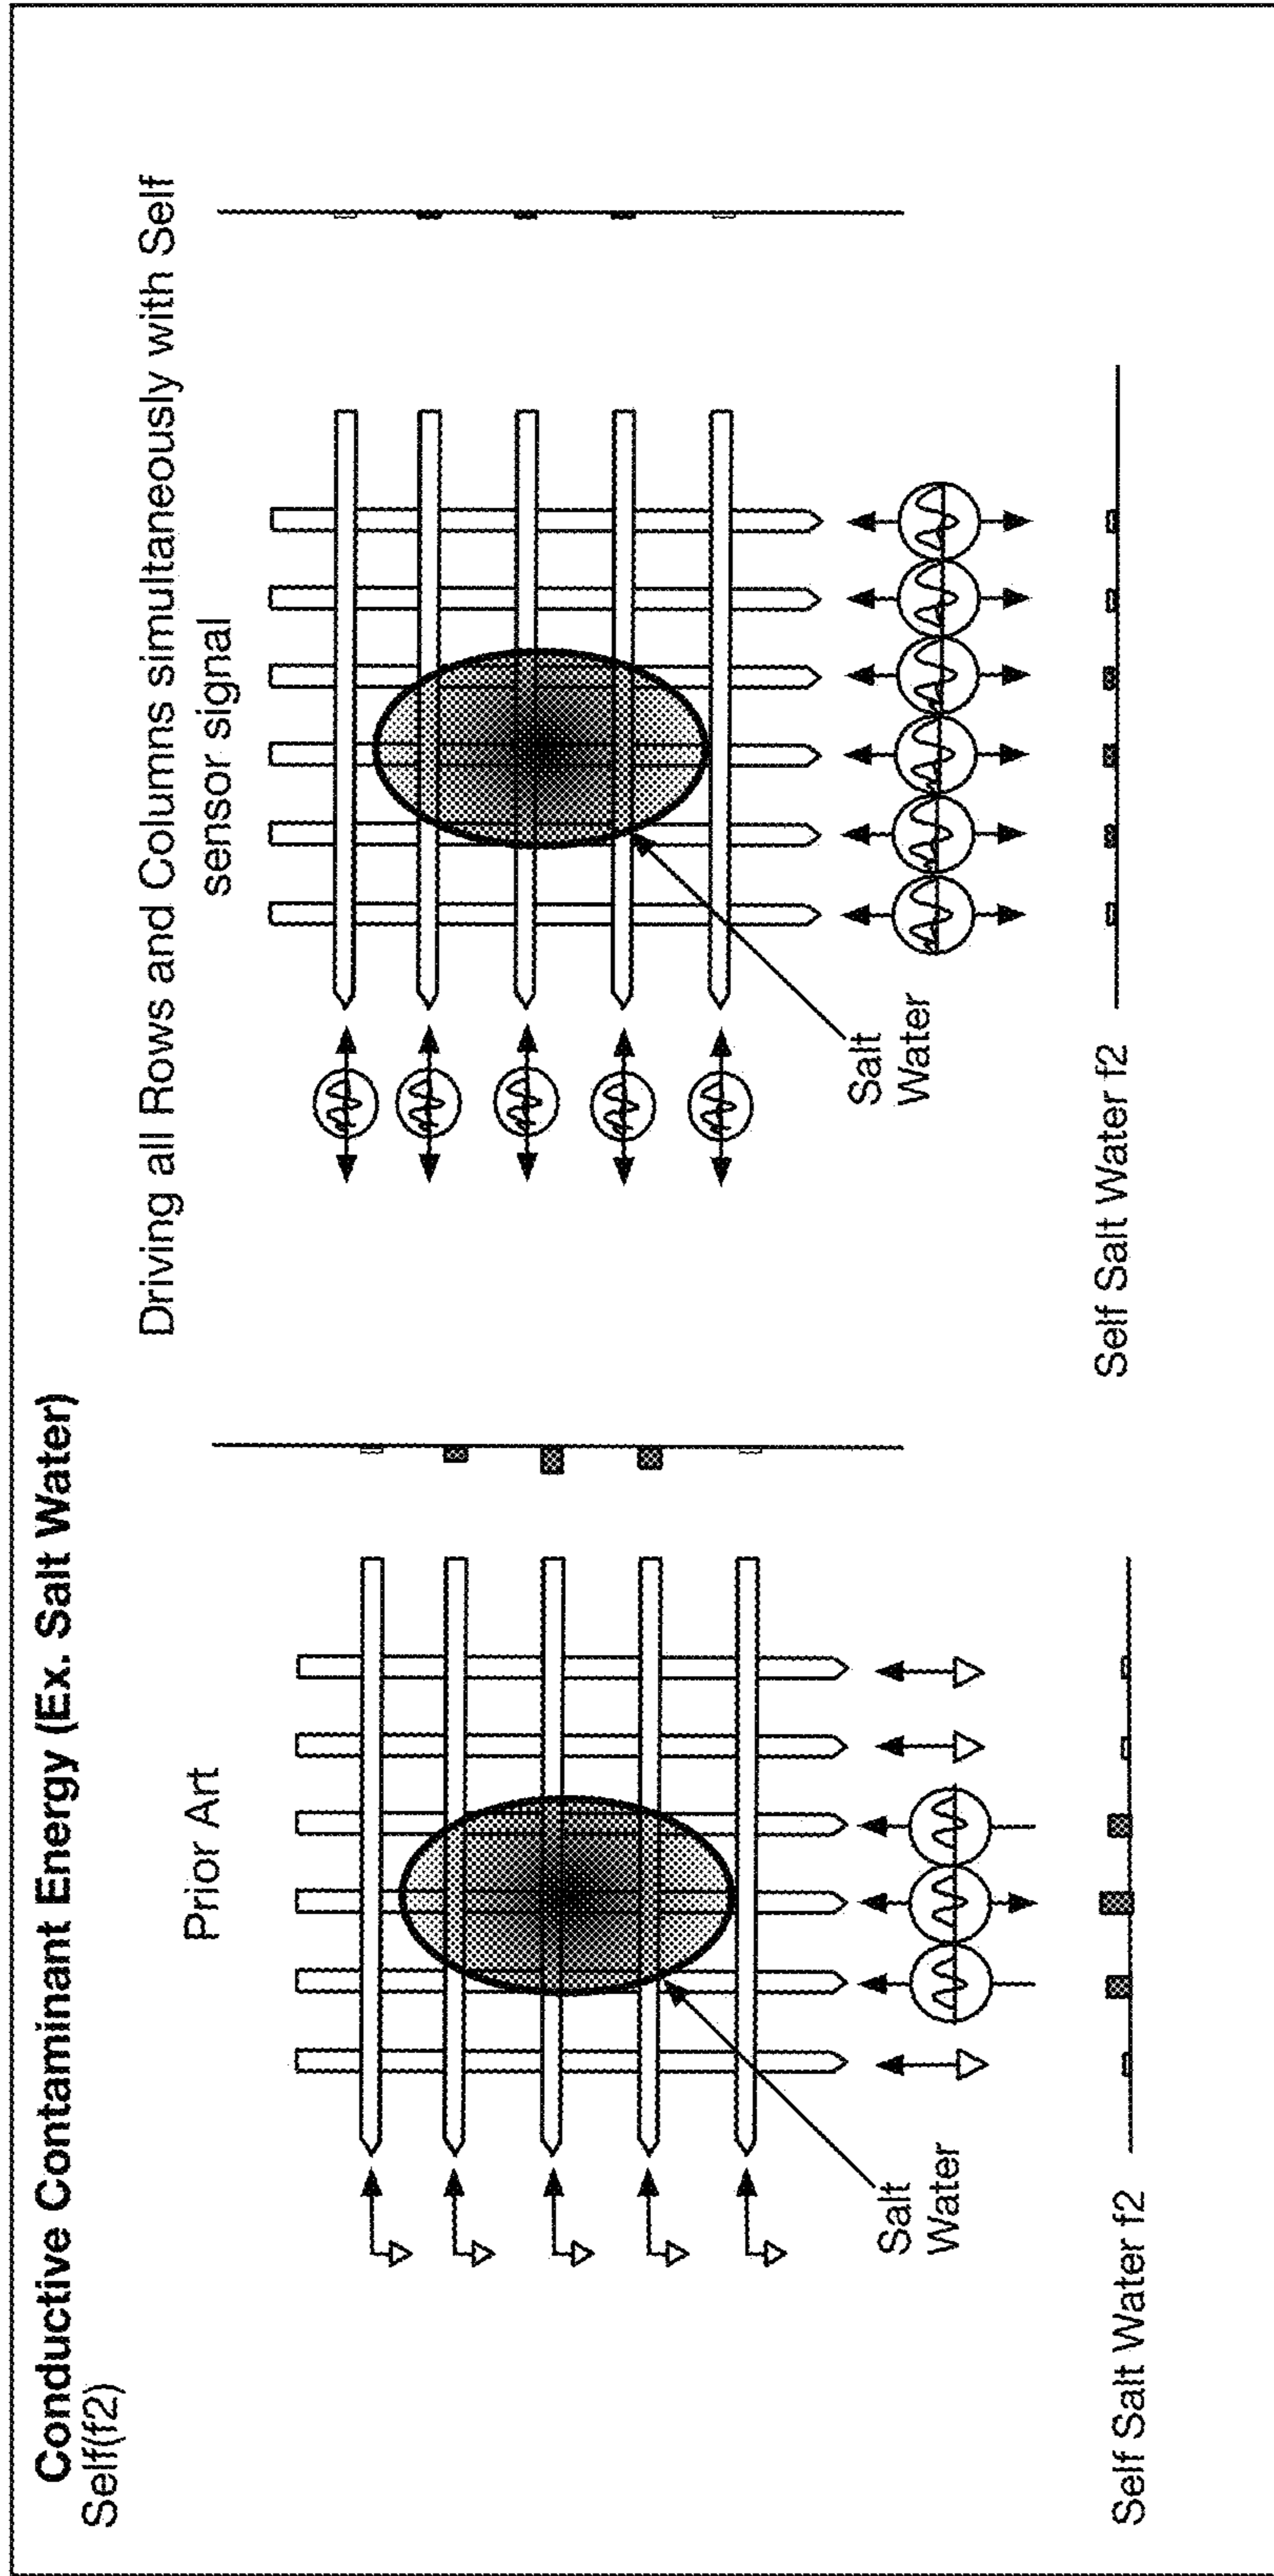 Conductive Contaminant Energy (Ex. Salt Water)
Self(f2)
Prior Art
Salt
Water
Self Salt Water f2
Driving all Rows and Columns simultaneously with Self
sensor signal
Salt
Water
Self Salt Water f2